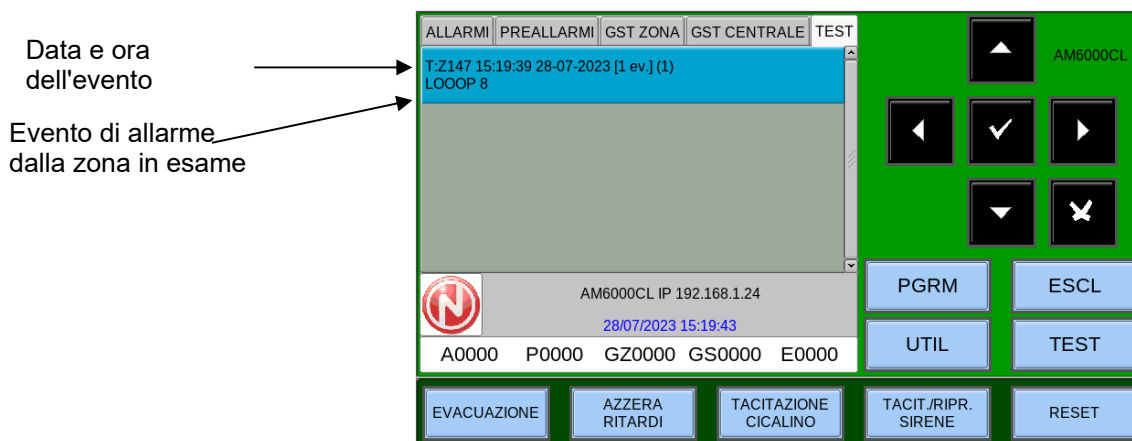 Data e ora
dell'evento
Evento di allarme
dalla zona in esame
ALLARMI PREALLARMI GST ZONA GST CENTRALE TEST
T:Z147 15:19:39 28-07-2023 [1 ev.] (1)
LOOOP 8
AM6000CL
N
AM6000CL IP 192.168.1.24
28/07/2023 15:19:43
A0000 P0000 GZ0000 GS0000 E0000
PGRM ESCL
UTIL TEST
EVACUAZIONE
AZZERA
RITARDI
TACITAZIONE
CICALINO
TACIT./RIPR.
SIRENE
RESET